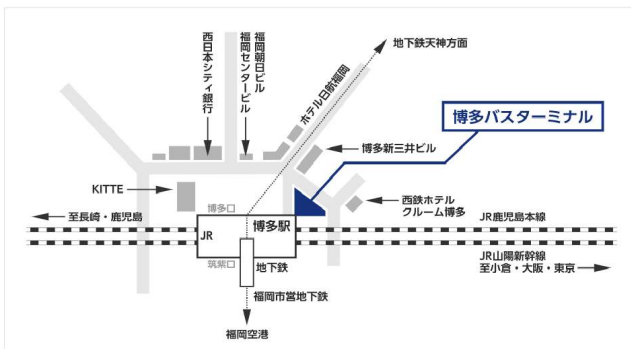 地下鉄天神方面
福岡朝日ビル
福岡センタービル
西日本シティ銀行
ホテル日航福岡
博多バスターミナル
博多新三井ビル
KITTE
西鉄ホテル
クルーム博多
博多口
至長崎・鹿児島
JR
博多駅
JR鹿児島本線
筑紫口
地下鉄
JR山陽新幹線
至小倉・大阪・東京
福岡市営地下鉄
福岡空港